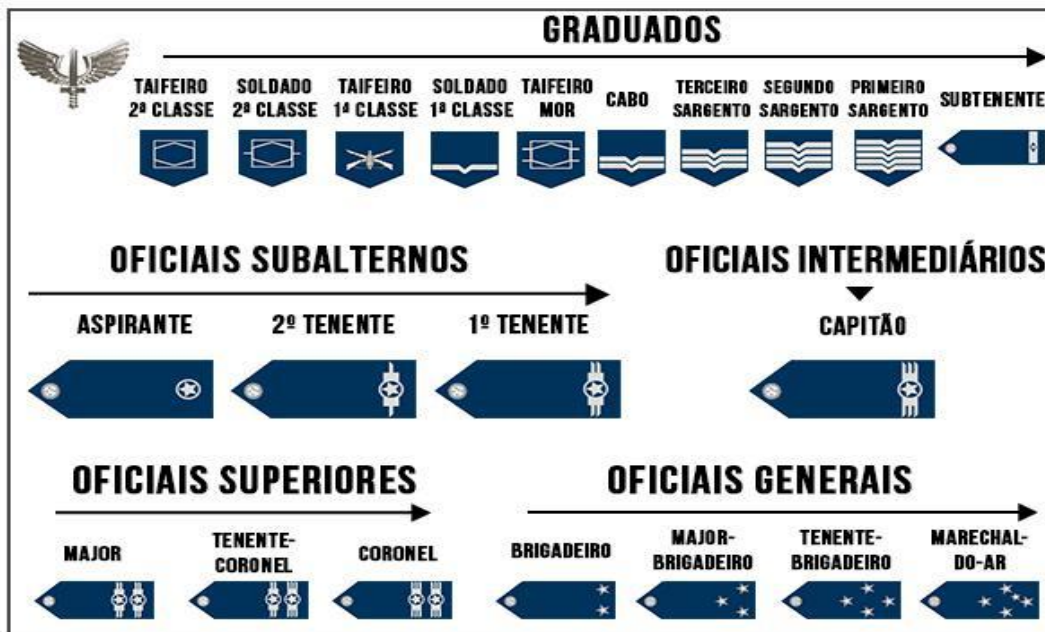 GRADUADOS
TAIFEIRO
2ª CLASSE
SOLDADO
2ª CLASSE
TAIFEIRO
1ª CLASSE
SOLDADO
1ª CLASSE
TAIFEIRO
MOR
CABO
TERCEIRO
SARGENTO
SEGUNDO
SARGENTO
PRIMEIRO
SARGENTO
SUBTENENTE
OFICIAIS SUBALTERNOS
ASPIRANTE
2º TENENTE
1º TENENTE
OFICIAIS INTERMEDIÁRIOS
CAPITÃO
OFICIAIS SUPERIORES
MAJOR
TENENTE-
CORONEL
CORONEL
OFICIAIS GENERAIS
BRIGADEIRO
MAJOR-
BRIGADEIRO
TENENTE-
BRIGADEIRO
MARECHAL-
DO-AR